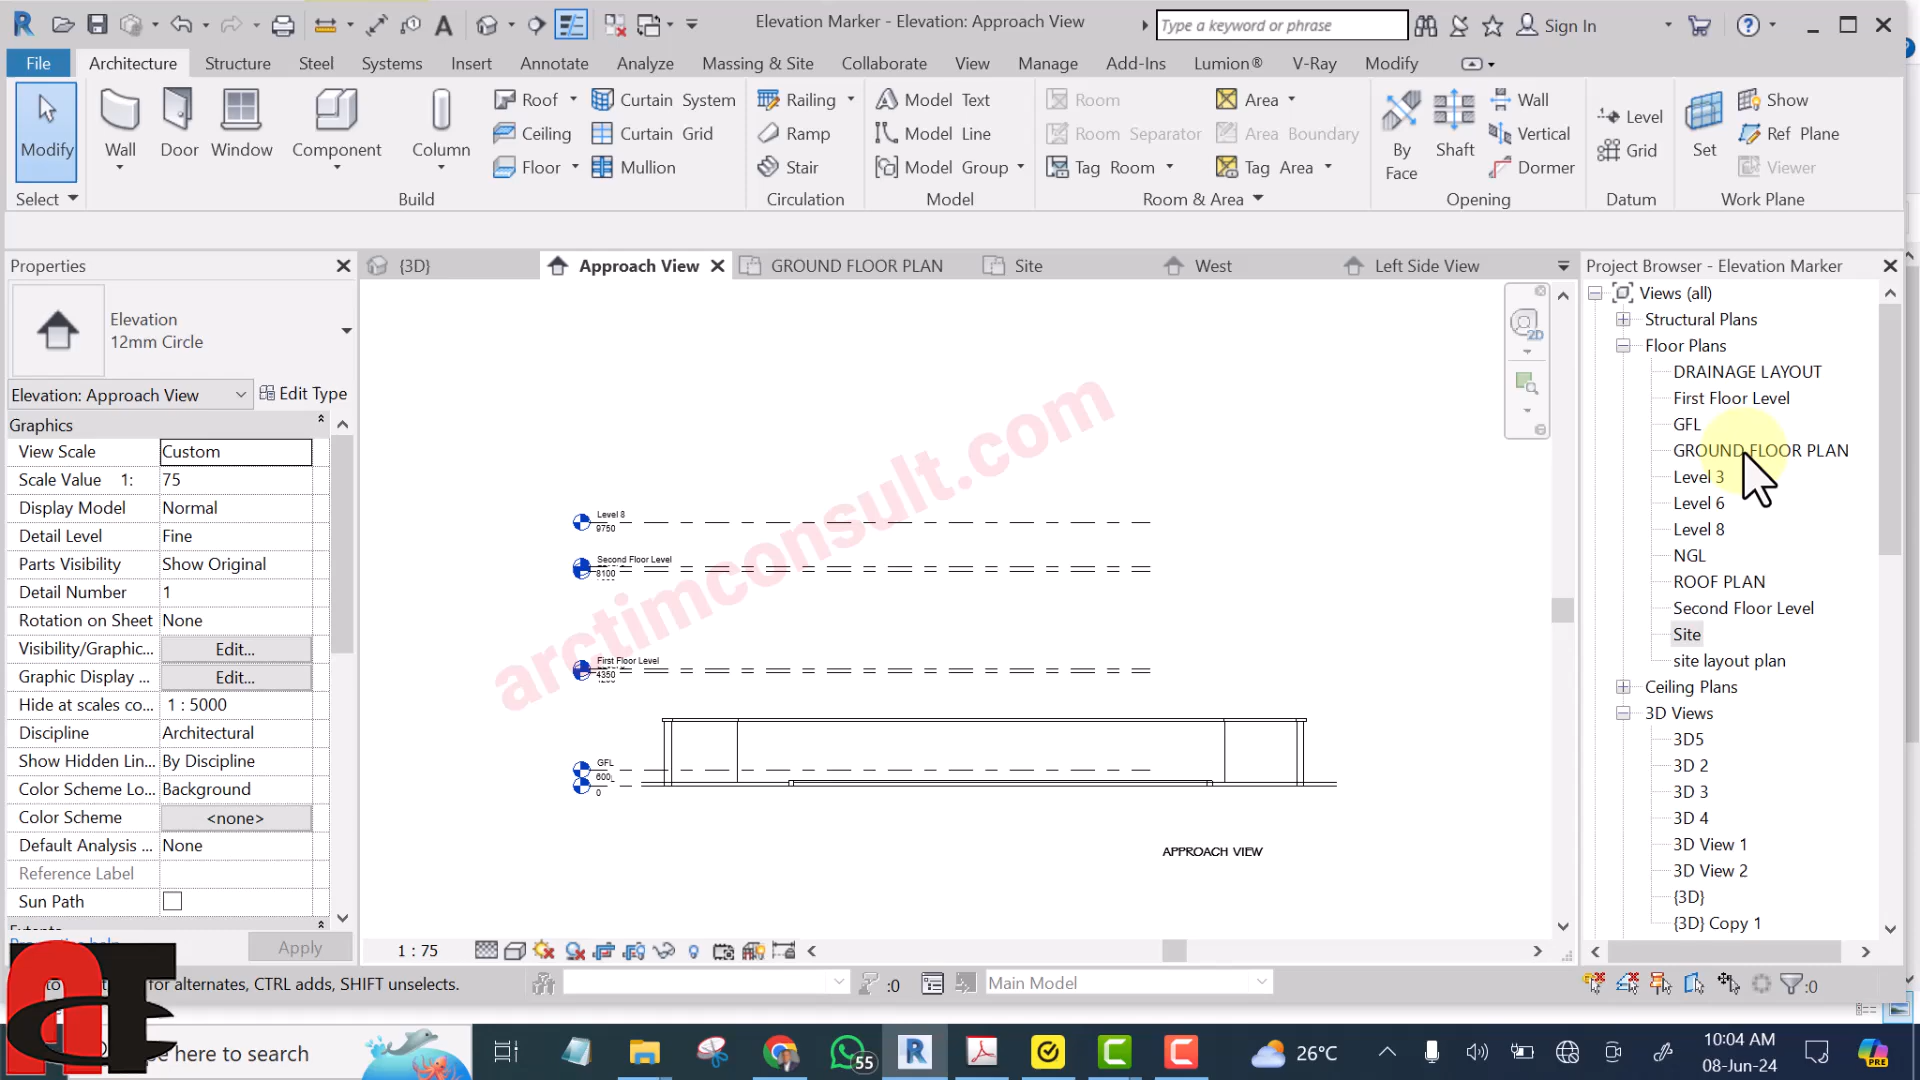 Elevation Marker - Elevation: Approach View
Type a keyword or phrase
Sign In
File Architecture Structure Steel Systems Insert Annotate Analyze Massing & Site Collaborate View Manage Add-Ins Lumion® V-Ray Modify
Modify
Wall
Door
Window
Component
Column
Roof
Ceiling
Floor
Curtain System
Curtain Grid
Mullion
Railing
Ramp
Stair
Model Text
Model Line
Model Group
Room
Room Separator
Tag Room
Area
Area Boundary
Tag Area
By Face
Shaft
Wall
Vertical
Dormer
Level
Grid
Set
Show
Ref Plane
Viewer
Select
Build
Circulation
Model
Room & Area
Opening
Datum
Work Plane
Properties
{3D}
Approach View
GROUND FLOOR PLAN
Site
West
Left Side View
Project Browser - Elevation Marker
Elevation
12mm Circle
Elevation: Approach View
Edit Type
Graphics
View Scale Custom
Scale Value 1: 75
Display Model Normal
Detail Level Fine
Parts Visibility Show Original
Detail Number 1
Rotation on Sheet None
Visibility/Graphic... Edit...
Graphic Display ... Edit...
Hide at scales co... 1 : 5000
Discipline Architectural
Show Hidden Lin... By Discipline
Color Scheme Lo... Background
Color Scheme <none>
Default Analysis ... None
Reference Label
Sun Path
Apply
arctimconsult.com
Level 8
9750
Second Floor Level
8100
First Floor Level
4350
GFL
600
0
APPROACH VIEW
2D
Views (all)
Structural Plans
Floor Plans
DRAINAGE LAYOUT
First Floor Level
GFL
GROUND FLOOR PLAN
Level 3
Level 6
Level 8
NGL
ROOF PLAN
Second Floor Level
Site
site layout plan
Ceiling Plans
3D Views
3D5
3D 2
3D 3
3D 4
3D View 1
3D View 2
{3D}
{3D} Copy 1
1 : 75
for alternates, CTRL adds, SHIFT unselects.
:0
Main Model
:0
here to search
55
26°C
10:04 AM
08-Jun-24
PRE